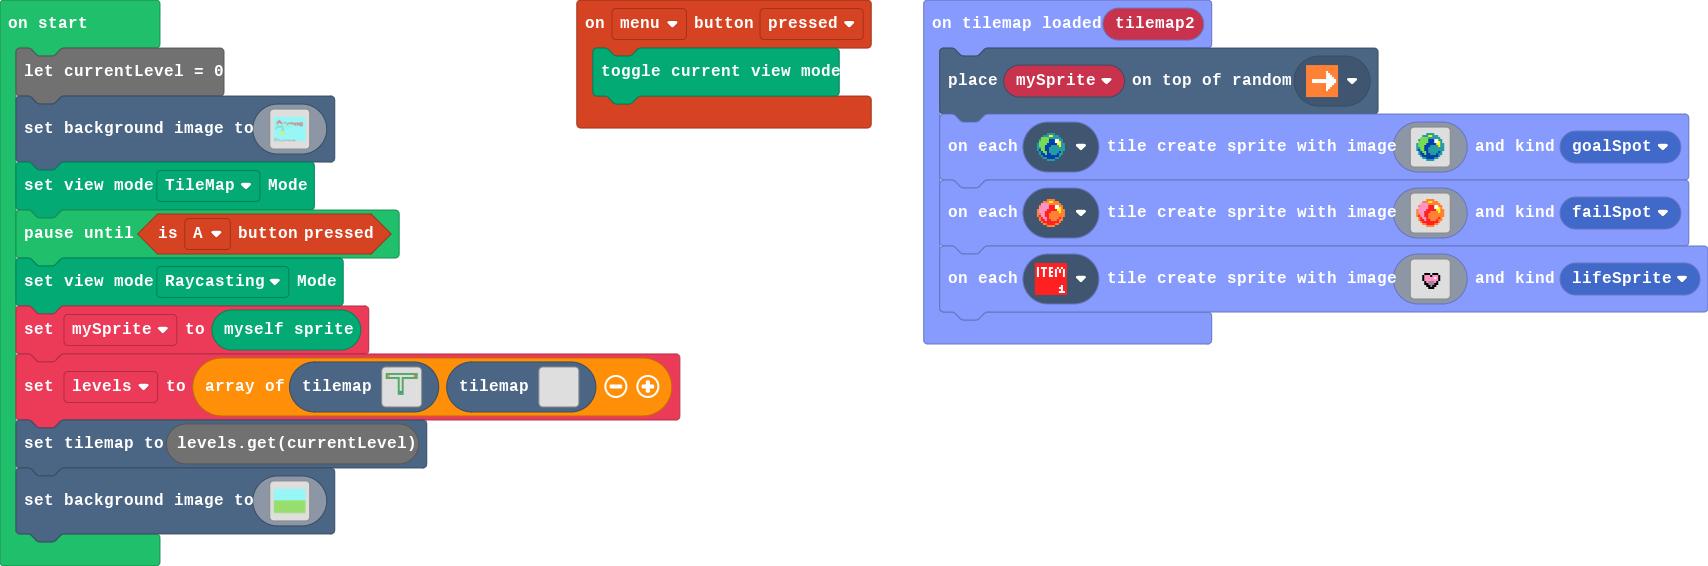 on start
let currentLevel = 0
set background image to
set view mode TileMap Mode
pause until is A button pressed
set view mode Raycasting Mode
set mySprite to myself sprite
set levels to array of tilemap tilemap
set tilemap to levels.get(currentLevel)
set background image to
on menu button pressed
toggle current view mode
on tilemap loaded tilemap2
place mySprite on top of random
on each tile create sprite with image and kind goalSpot
on each tile create sprite with image and kind failSpot
on each ITEM 1 tile create sprite with image and kind lifeSprite